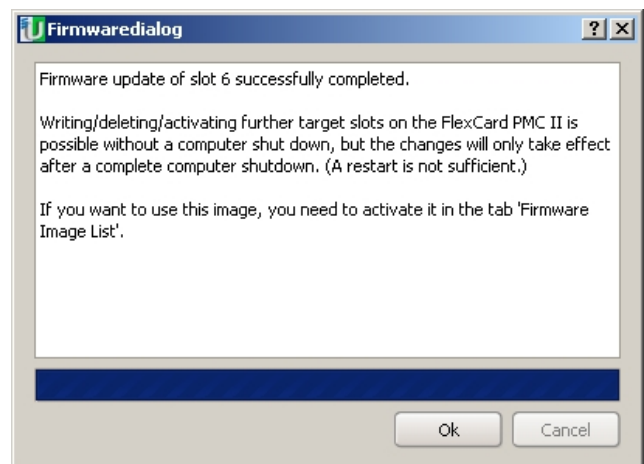 Firmwaredialog
Firmware update of slot 6 successfully completed.
Writing/deleting/activating further target slots on the FlexCard PMC II is
possible without a computer shut down, but the changes will only take effect
after a complete computer shutdown. (A restart is not sufficient.)
If you want to use this image, you need to activate it in the tab 'Firmware
Image List'.
Ok
Cancel